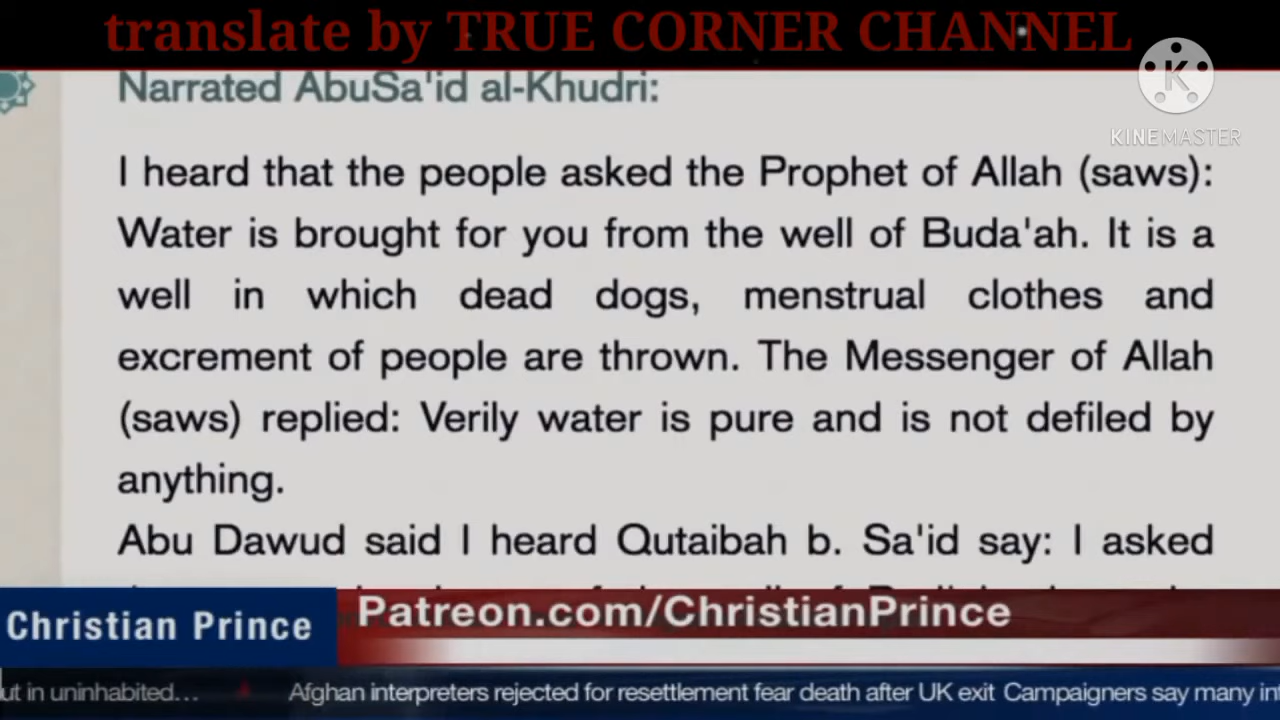 translate by TRUE CORNER CHANNEL
KINEMASTER
Narrated AbuSa'id al-Khudri:
I heard that the people asked the Prophet of Allah (saws):
Water is brought for you from the well of Buda'ah. It is a
well in which dead dogs, menstrual clothes and
excrement of people are thrown. The Messenger of Allah
(saws) replied: Verily water is pure and is not defiled by
anything.
Abu Dawud said I heard Qutaibah b. Sa'id say: I asked
Christian Prince
Patreon.com/ChristianPrince
ut in uninhabited... Afghan interpreters rejected for resettlement fear death after UK exit Campaigners say many int